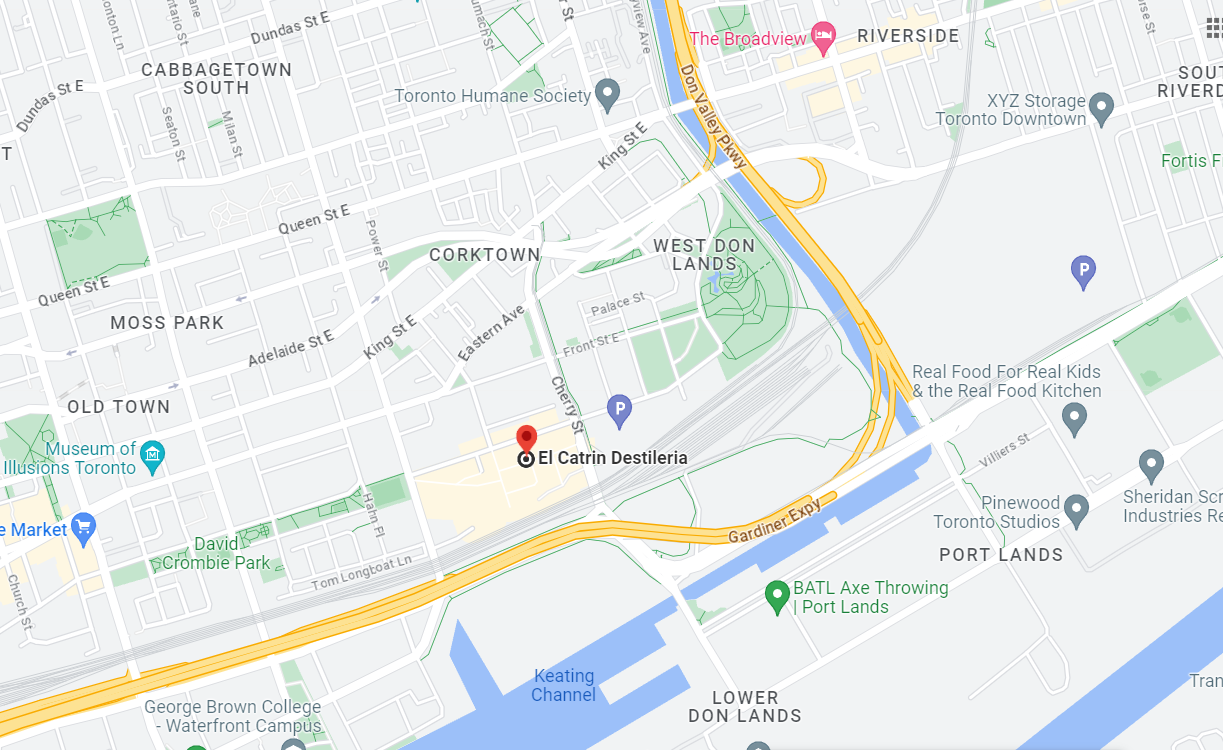 Dundas St E
The Broadview
RIVERSIDE
CABBAGETOWN
SOUTH
Dundas St E
Toronto Humane Society
Don Valley Pkwy
XYZ Storage
Toronto Downtown
Seaton St
Milan St
King St E
Queen St E
Power St
CORKTOWN
WEST DON
LANDS
Queen St E
P
Palace St
MOSS PARK
Adelaide St E
King St E
Eastern Ave
Front St E
Real Food For Real Kids
& the Real Food Kitchen
OLD TOWN
Cherry St
P
Museum of
Illusions Toronto
El Catrin Destileria
Villiers St
Market
Hahn Pl
Pinewood
Toronto Studios
Sheridan
Industries
Gardiner Expy
David
Crombie Park
PORT LANDS
Tom Longboat Ln
Church St
BATL Axe Throwing
| Port Lands
Keating
Channel
LOWER
DON LANDS
George Brown College
- Waterfront Campus